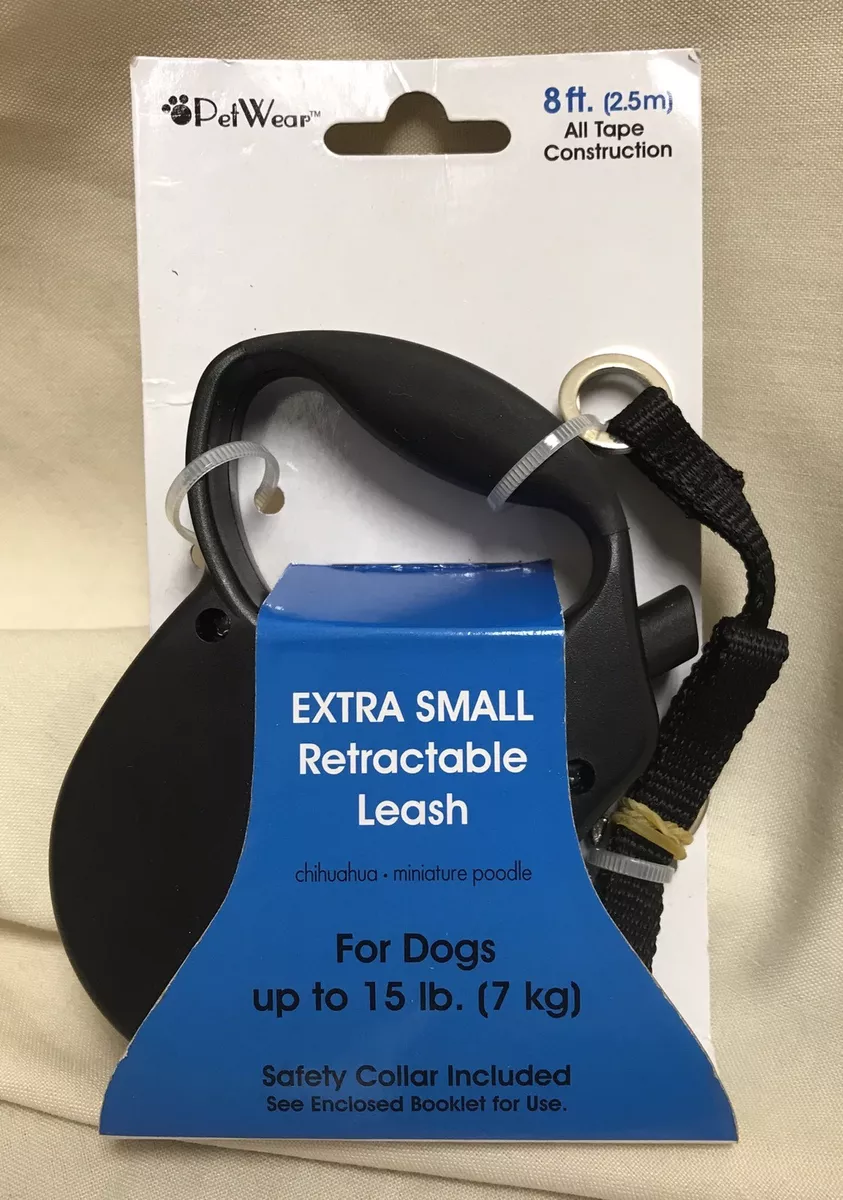 PetWear™
8 ft. (2.5m)
All Tape
Construction
EXTRA SMALL
Retractable
Leash
chihuahua • miniature poodle
For Dogs
up to 15 lb. (7 kg)
Safety Collar Included
See Enclosed Booklet for Use.